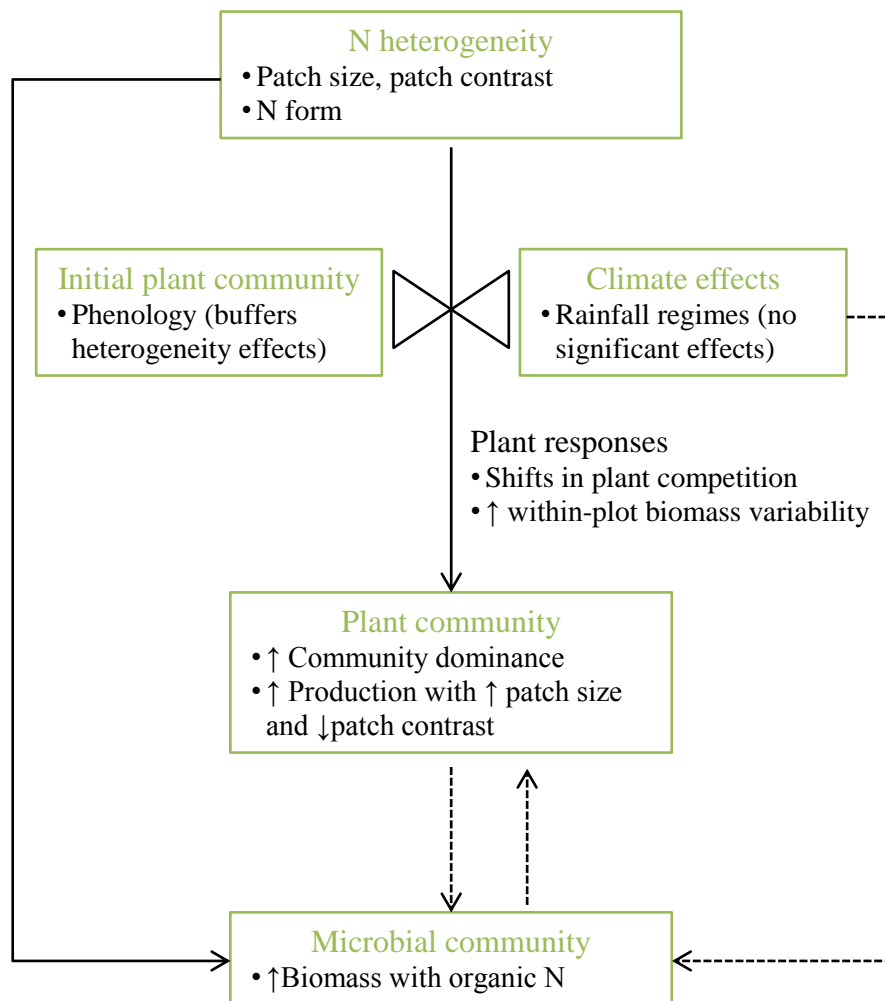 N heterogeneity
• Patch size, patch contrast
• N form
Initial plant community
• Phenology (buffers
heterogeneity effects)
Climate effects
• Rainfall regimes (no
significant effects)
Plant responses
• Shifts in plant competition
• ↑ within-plot biomass variability
Plant community
• ↑ Community dominance
• ↑ Production with ↑ patch size
and ↓patch contrast
Microbial community
• ↑Biomass with organic N